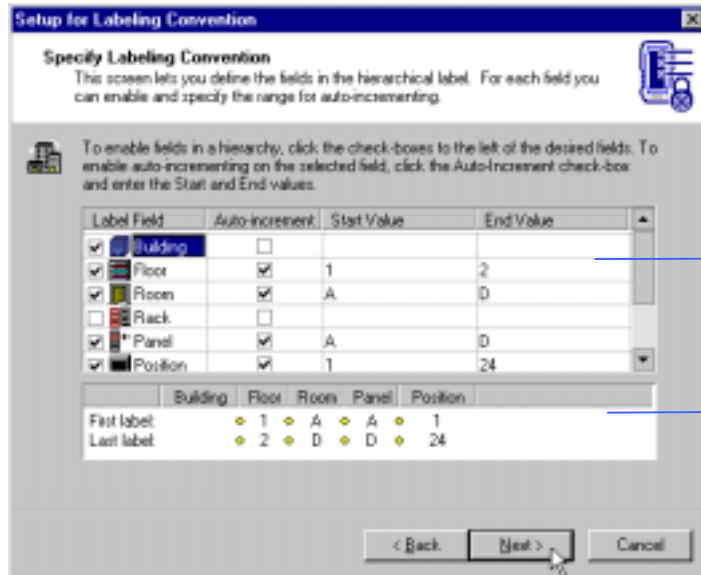 Setup for Labeling Convention
Specify Labeling Convention
This screen lets you define the fields in the hierarchical label. For each field you
can enable and specify the range for auto-incrementing.
To enable fields in a hierarchy, click the check-boxes to the left of the desired fields. To
enable auto-incrementing on the selected field, click the Auto-Increment check-box
and enter the Start and End values.
Label Field Auto-increment Start Value End Value
Building
Floor 1 2
Room A D
Rack
Panel A D
Position 1 24
Building Floor Room Panel Position
First label: 1 A A 1
Last label: 2 D D 24
< Back Next > Cancel